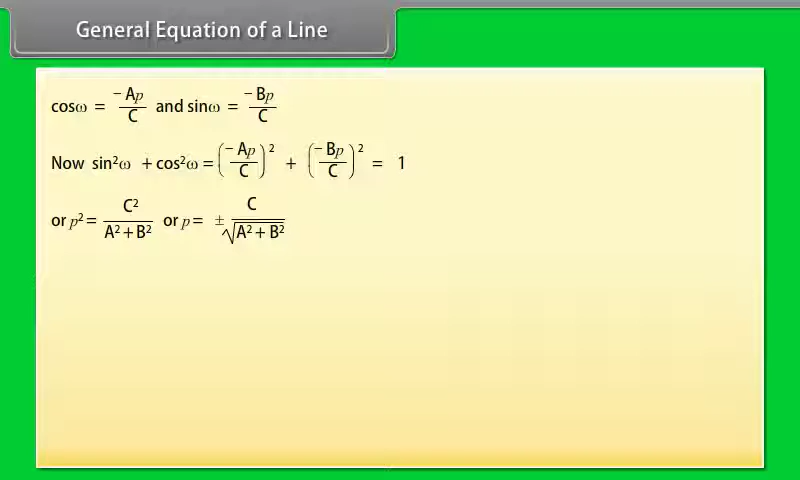 General Equation of a Line
cosω = −Ap/C and sinω = −Bp/C
Now sin²ω + cos²ω = (−Ap/C)² + (−Bp/C)² = 1
or p² = C²/A² + B² or p = ± C/√A² + B²